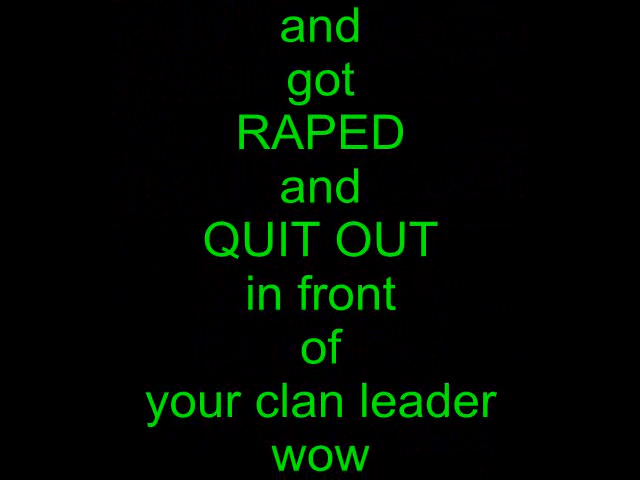 and
got
RAPED
and
QUIT OUT
in front
of
your clan leader
wow